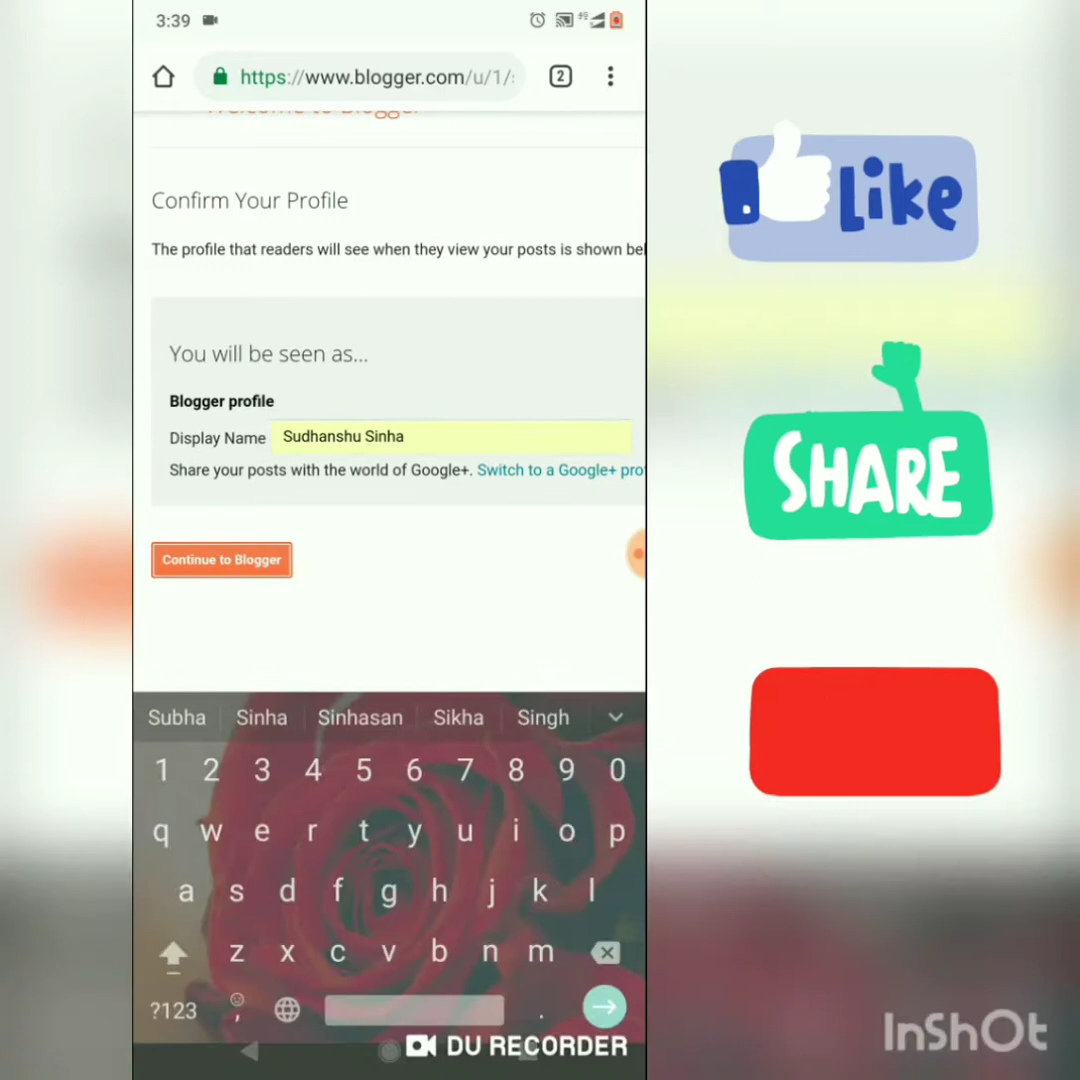 3:39
https://www.blogger.com/u/1/
2
Welcome to Blogger
Confirm Your Profile
The profile that readers will see when they view your posts is shown
You will be seen as...
Blogger profile
Display Name Sudhanshu Sinha
Share your posts with the world of Google+. Switch to a Google+
Continue to Blogger
Subha Sinha Sinhasan Sikha Singh
1 2 3 4 5 6 7 8 9 0
q w e r t y u i o p
a s d f g h j k l
z x c v b n m
?123 , .
DU RECORDER
Like
SHARE
InShOt